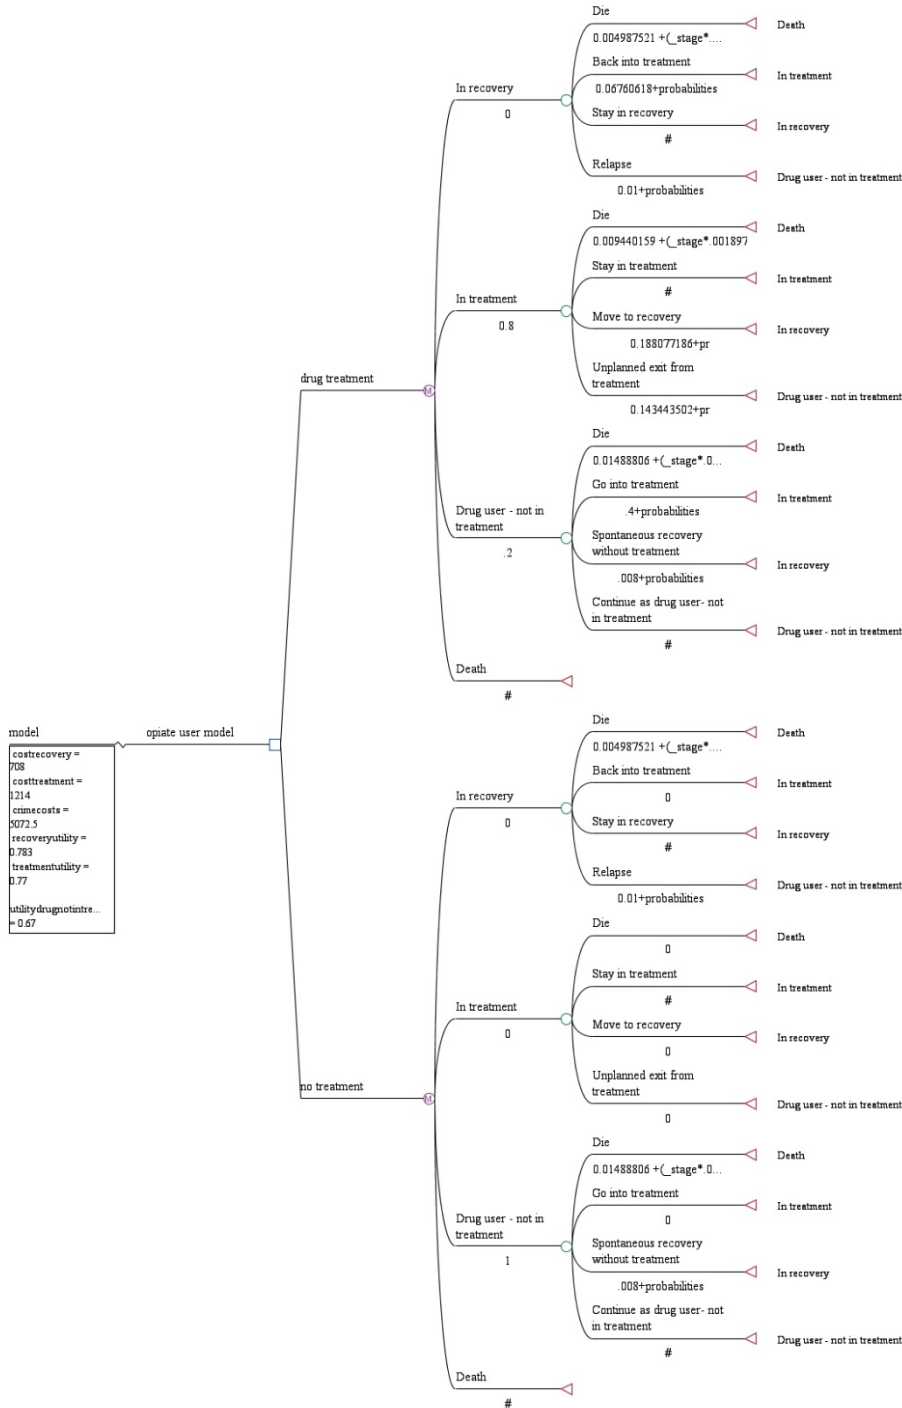 Die
Death
0.004987521 +(_stage*....
Back into treatment
In treatment
0.06760618+probabilities
In recovery
0
Stay in recovery
In recovery
#
Relapse
Drug user - not in treatment
0.01+probabilities
Die
Death
0.009440159 +(_stage*.001897
Stay in treatment
In treatment
#
In treatment
0.8
Move to recovery
In recovery
0.188077186+pr
Unplanned exit from
treatment
Drug user - not in treatment
0.143443502+pr
drug treatment
M
Die
Death
0.01488806 +(_stage*.0...
Go into treatment
In treatment
.4+probabilities
Drug user - not in
treatment
.2
Spontaneous recovery
without treatment
In recovery
.008+probabilities
Continue as drug user- not
in treatment
Drug user - not in treatment
#
Death
#
model
opiate user model
costrecovery =
708
costtreatment =
1214
crimecosts =
5072.5
recoveryutility =
0.783
treatmentutility =
0.77
utilitydrugnotintre...
= 0.67
Die
Death
0.004987521 +(_stage*....
Back into treatment
In treatment
0
In recovery
0
Stay in recovery
In recovery
#
Relapse
Drug user - not in treatment
0.01+probabilities
Die
Death
0
Stay in treatment
In treatment
#
In treatment
0
Move to recovery
In recovery
0
Unplanned exit from
treatment
Drug user - not in treatment
0
no treatment
M
Die
Death
0.01488806 +(_stage*.0...
Go into treatment
In treatment
0
Drug user - not in
treatment
1
Spontaneous recovery
without treatment
In recovery
.008+probabilities
Continue as drug user- not
in treatment
Drug user - not in treatment
#
Death
#